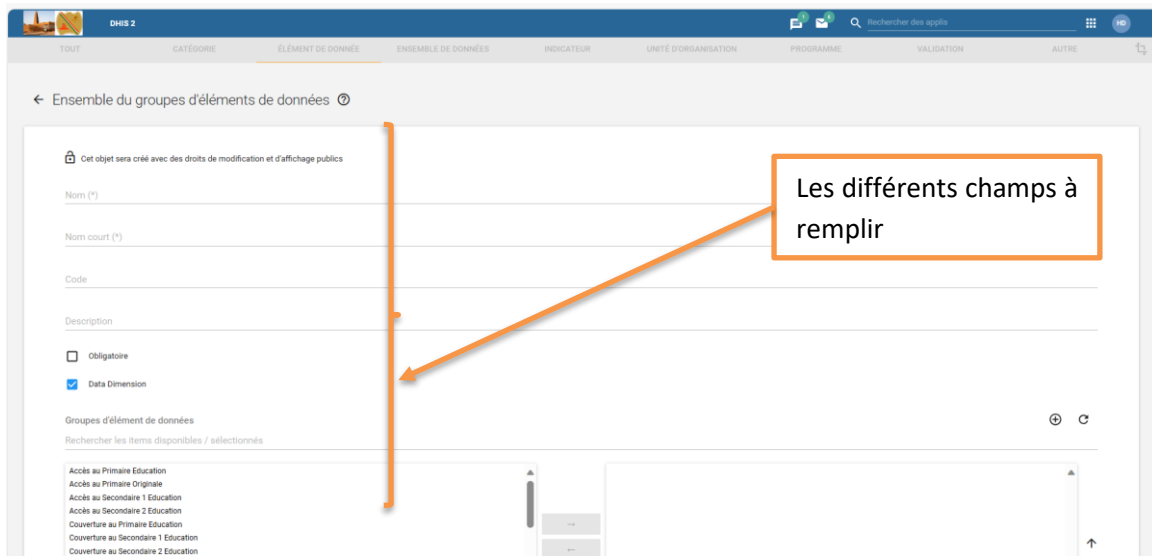 DHIS 2
1
6
Rechercher des applis
HD
TOUT
CATÉGORIE
ÉLÉMENT DE DONNÉE
ENSEMBLE DE DONNÉES
INDICATEUR
UNITÉ D'ORGANISATION
PROGRAMME
VALIDATION
AUTRE
Ensemble du groupes d'éléments de données
Cet objet sera créé avec des droits de modification et d'affichage publics
Les différents champs à
remplir
Nom (*)
Nom court (*)
Code
Description
Obligatoire
Data Dimension
Groupes d'élément de données
Rechercher les items disponibles / sélectionnés
Accès au Primaire Education
Accès au Primaire Originale
Accès au Secondaire 1 Education
Accès au Secondaire 2 Education
Couverture au Primaire Education
Couverture au Secondaire 1 Education
Couverture au Secondaire 2 Education